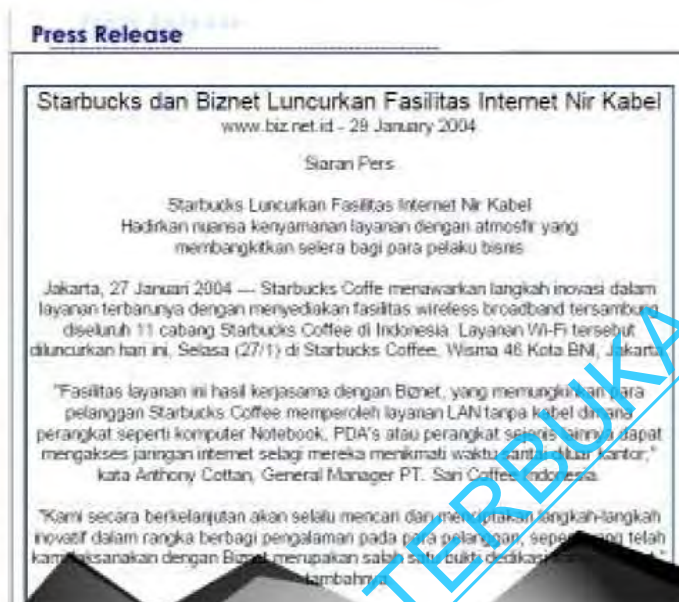 Press Release
Starbucks dan Biznet Luncurkan Fasilitas Internet Nir Kabel
www.biz.net.id - 29 January 2004
Siaran Pers
Starbucks Luncurkan Fasilitas Internet Nir Kabel
Hadirkan nuansa kenyamanan layanan dengan atmosfir yang
membangkitkan selera bagi para pelaku bisnis
Jakarta, 27 Januari 2004 --- Starbucks Coffe menawarkan langkah inovasi dalam
layanan terbarunya dengan menyediakan fasilitas wireless broadband tersambung
diseluruh 11 cabang Starbucks Coffee di Indonesia. Layanan Wi-Fi tersebut
diluncurkan hari ini, Selasa (27/1) di Starbucks Coffee, Wisma 46 Kota BNI, Jakarta.
"Fasilitas layanan ini hasil kerjasama dengan Biznet, yang memungkinkan para
pelanggan Starbucks Coffee memperoleh layanan LAN tanpa kabel dimana
perangkat seperti komputer Notebook, PDA's atau perangkat sejenis lainnya dapat
mengakses jaringan internet selagi mereka menikmati waktu santai diluar kantor,"
kata Anthony Cottan, General Manager PT. Sari Coffee Indonesia.
"Kami secara berkelanjutan akan selalu mencari dan menciptakan langkah-langkah
inovatif dalam rangka berbagi pengalaman pada para pelanggan, seperti yang telah
kami laksanakan dengan Biznet merupakan salah satu bukti dedikasi
tambahnya.
TERBUKA